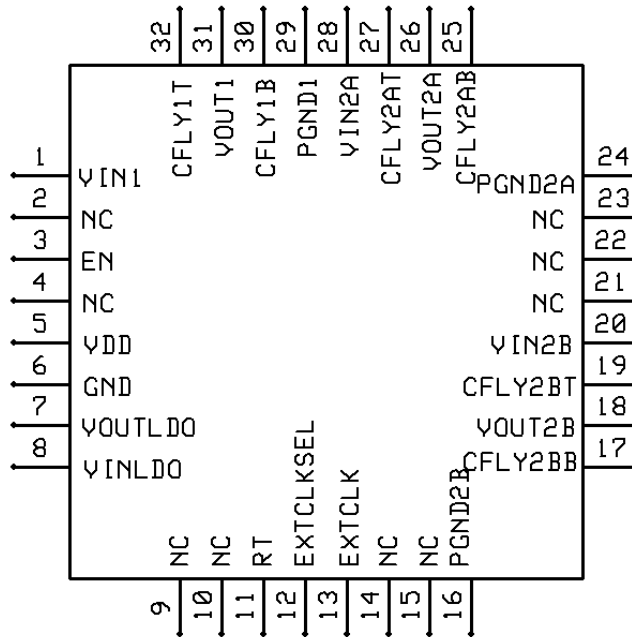 32 31 30 29 28 27 26 25
CFLY1T VOUT1 CFLY1B PGND1 VIN2A CFLY2AT VOUT2A CFLY2AB
1 VIN1
2 NC
3 EN
4 NC
5 VDD
6 GND
7 VOUTLDO
8 VINLDO
24 PGND2A
23 NC
22 NC
21 NC
20 VIN2B
19 CFLY2BT
18 VOUT2B
17 CFLY2BB
NC NC RT EXTCLKSEL EXTCLK NC NC PGND2B
9 10 11 12 13 14 15 16